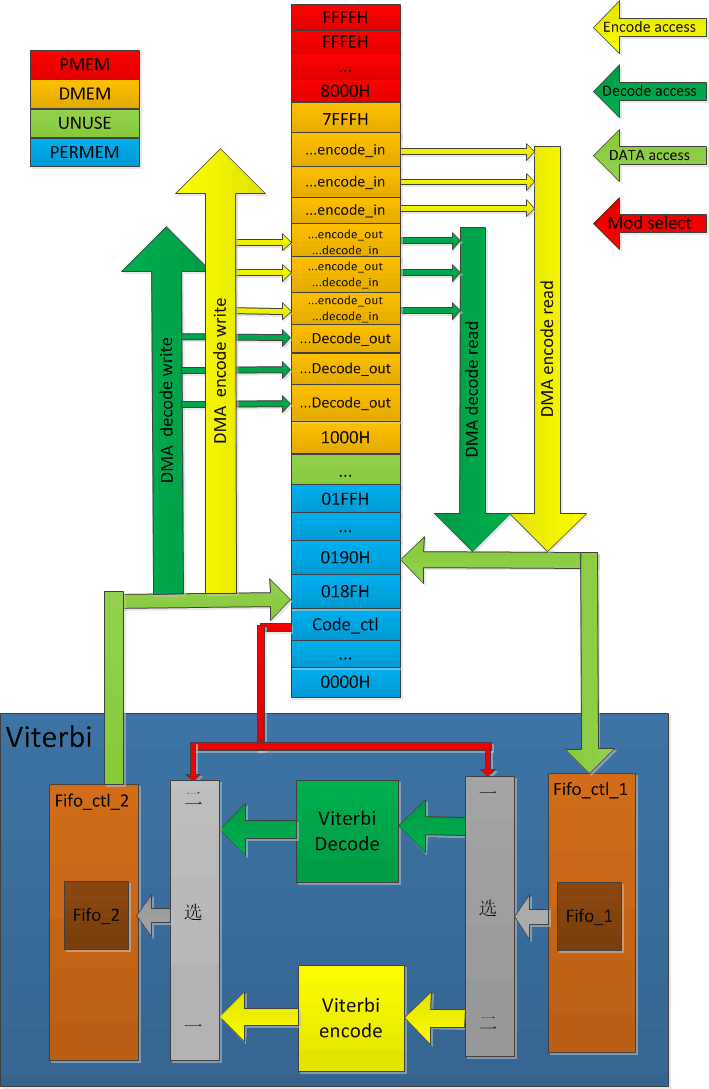 PMEM
DMEM
UNUSE
PERMEM
FFFFH
FFFEH
...
8000H
7FFFH
...encode_in
...encode_in
...encode_in
...encode_out
...decode_in
...encode_out
...decode_in
...encode_out
...decode_in
...Decode_out
...Decode_out
...Decode_out
1000H
...
01FFH
...
0190H
018FH
Code_ctl
...
0000H
Encode access
Decode access
DATA access
Mod select
DMA decode write
DMA encode write
DMA decode read
DMA encode read
Viterbi
Fifo_ctl_2
Fifo_2
二
选
一
Viterbi
Decode
Viterbi
encode
一
选
二
Fifo_ctl_1
Fifo_1